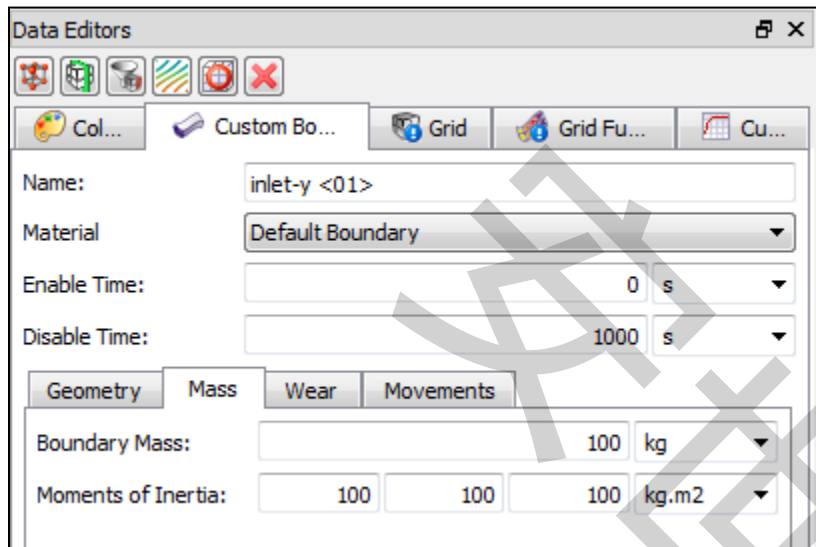 Data Editors
Col... Custom Bo... Grid Grid Fu... Cu...
Name: inlet-y <01>
Material Default Boundary
Enable Time: 0 s
Disable Time: 1000 s
Geometry Mass Wear Movements
Boundary Mass: 100 kg
Moments of Inertia: 100 100 100 kg.m2